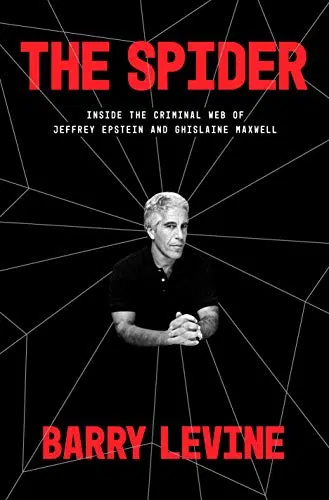 THE SPIDER
INSIDE THE CRIMINAL WEB OF
JEFFREY EPSTEIN AND GHISLAINE MAXWELL
BARRY LEVINE